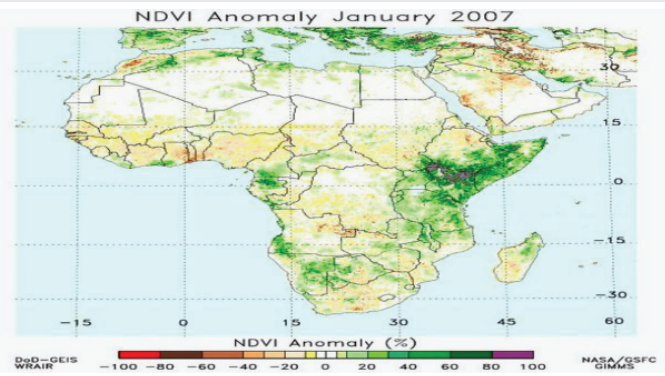 NDVI Anomaly January 2007
30
15
0
-15
-30
-15 0 15 30 45 60
NDVI Anomaly (%)
DoD-GEIS
WRAIR
-100 -80 -60 -40 -20 0 20 40 60 80 100
NASA/GSFC
GIMMS